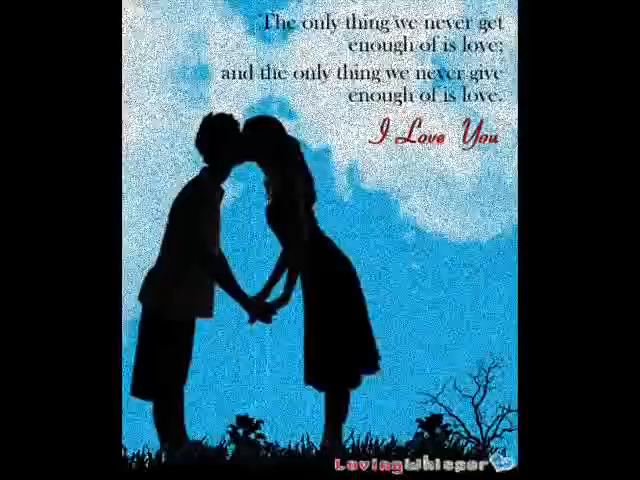 The only thing we never get
enough of is love;
and the only thing we never give
enough of is love.
I Love You
LovingWhisper